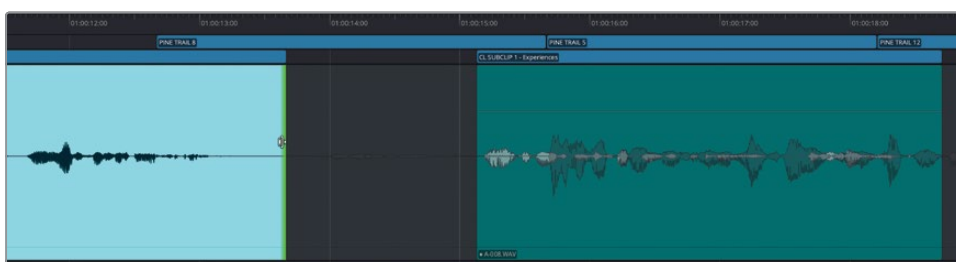 01:00:12:00 01:00:13:00 01:00:14:00 01:00:15:00 01:00:16:00 01:00:17:00 01:00:18:00
PINE TRAIL 8 PINE TRAIL 5 PINE TRAIL 12
CL SUBCLIP 1 - Experiences
A-008.WAV